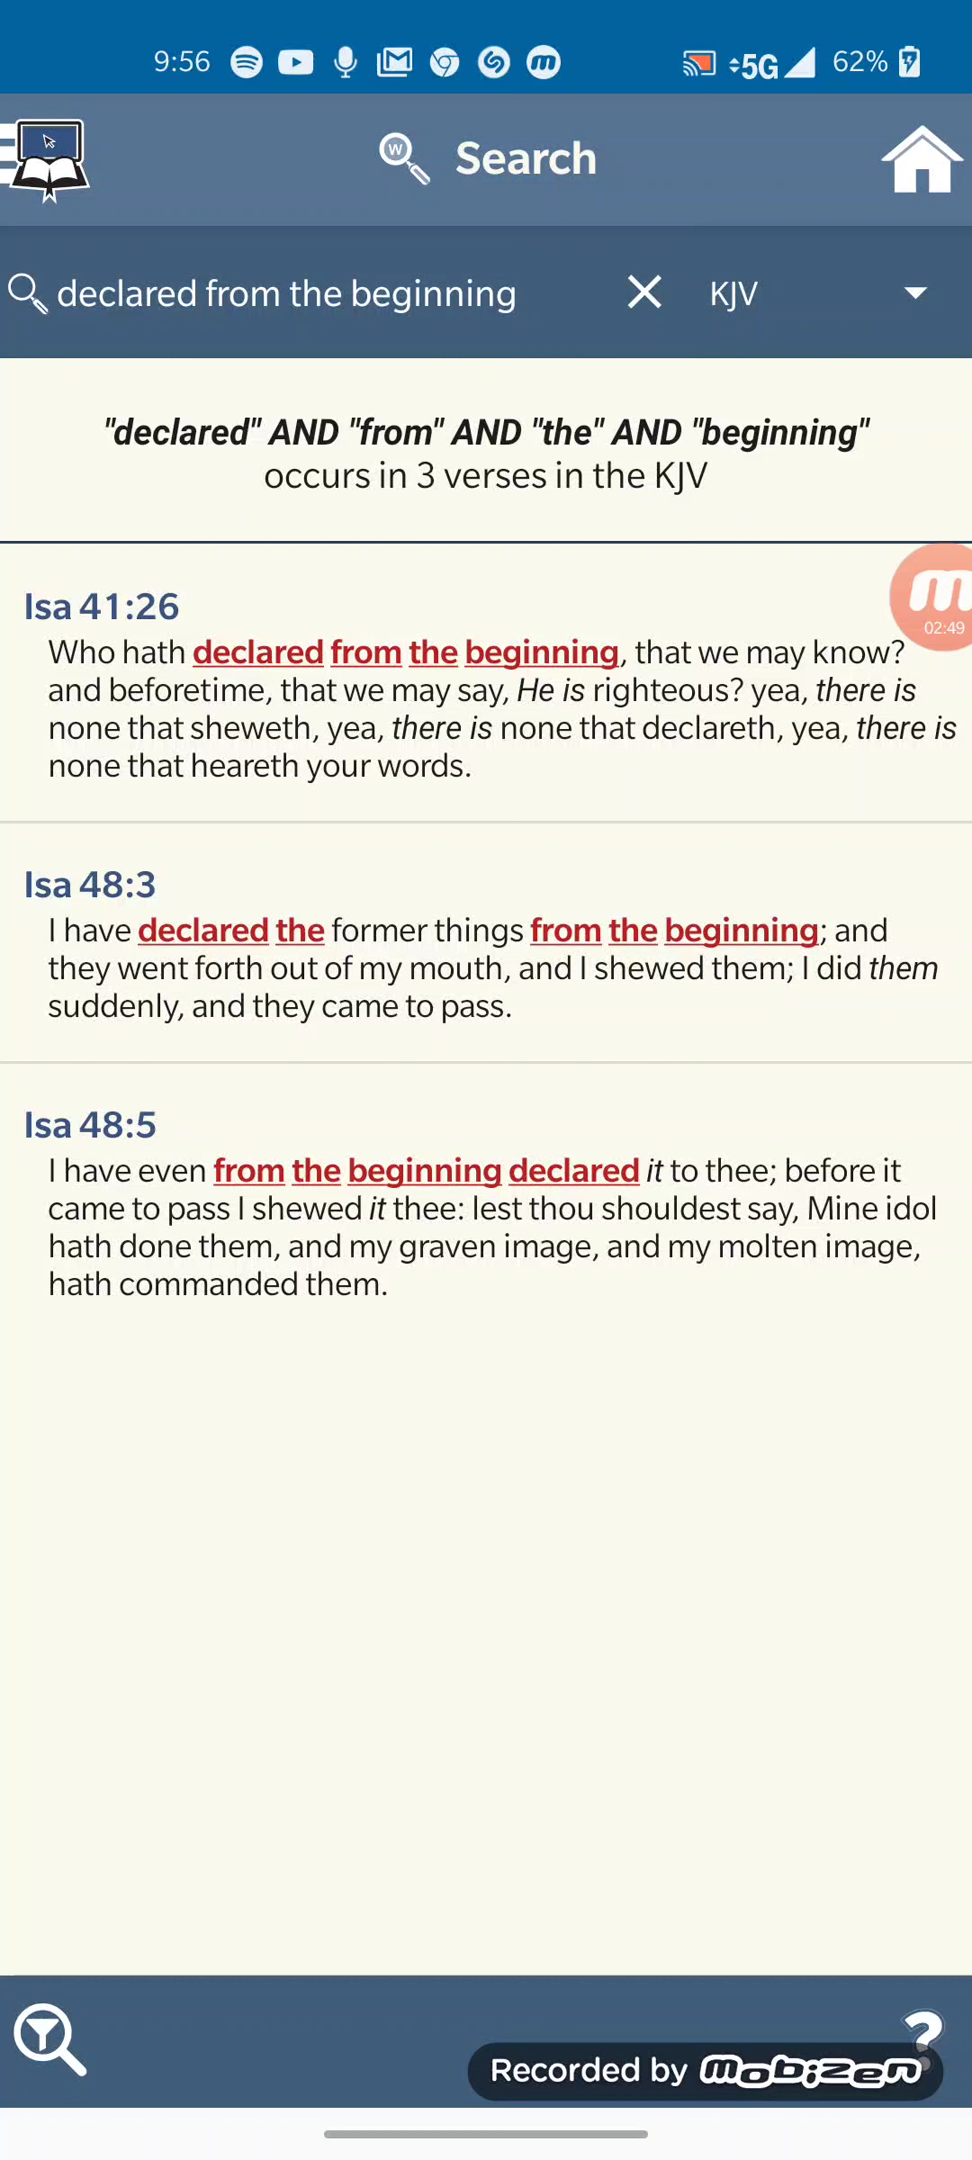 9:56 5G 62%
W Search
declared from the beginning KJV
"declared" AND "from" AND "the" AND "beginning"
occurs in 3 verses in the KJV
Isa 41:26
m
02:49
Who hath declared from the beginning, that we may know?
and beforetime, that we may say, He is righteous? yea, there is
none that sheweth, yea, there is none that declareth, yea, there is
none that heareth your words.
Isa 48:3
I have declared the former things from the beginning; and
they went forth out of my mouth, and I shewed them; I did them
suddenly, and they came to pass.
Isa 48:5
I have even from the beginning declared it to thee; before it
came to pass I shewed it thee: lest thou shouldest say, Mine idol
hath done them, and my graven image, and my molten image,
hath commanded them.
?
Recorded by mobizen